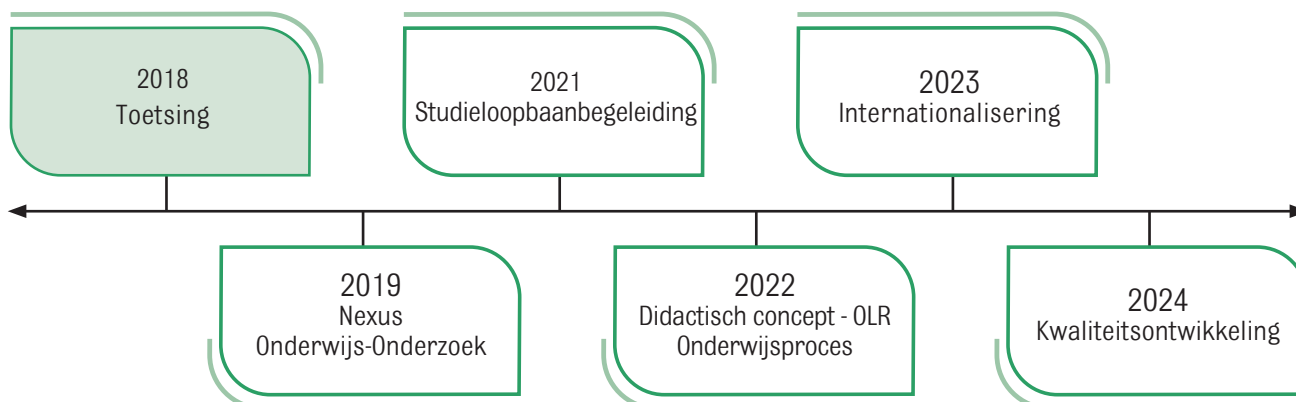 2018
Toetsing
2021
Studieloopbaanbegeleiding
2023
Internationalisering
2019
Nexus
Onderwijs-Onderzoek
2022
Didactisch concept - OLR
Onderwijsproces
2024
Kwaliteitsontwikkeling